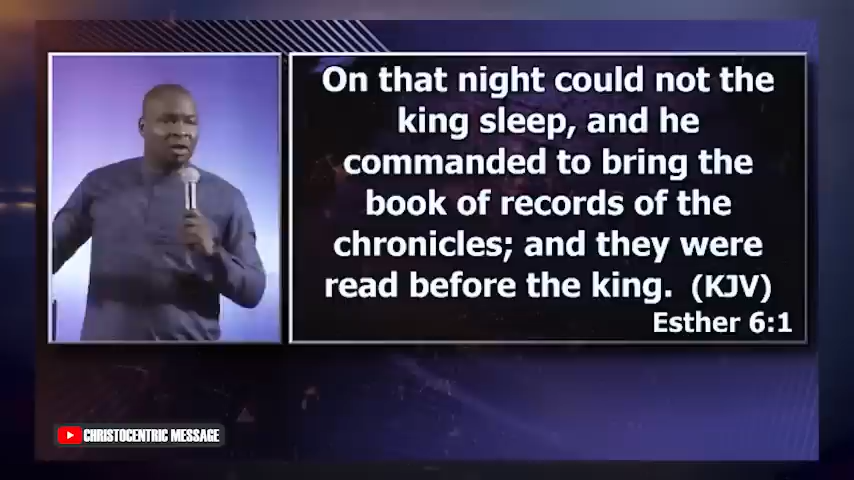 On that night could not the
king sleep, and he
commanded to bring the
book of records of the
chronicles; and they were
read before the king. (KJV)
Esther 6:1
CHRISTOCENTRIC MESSAGE